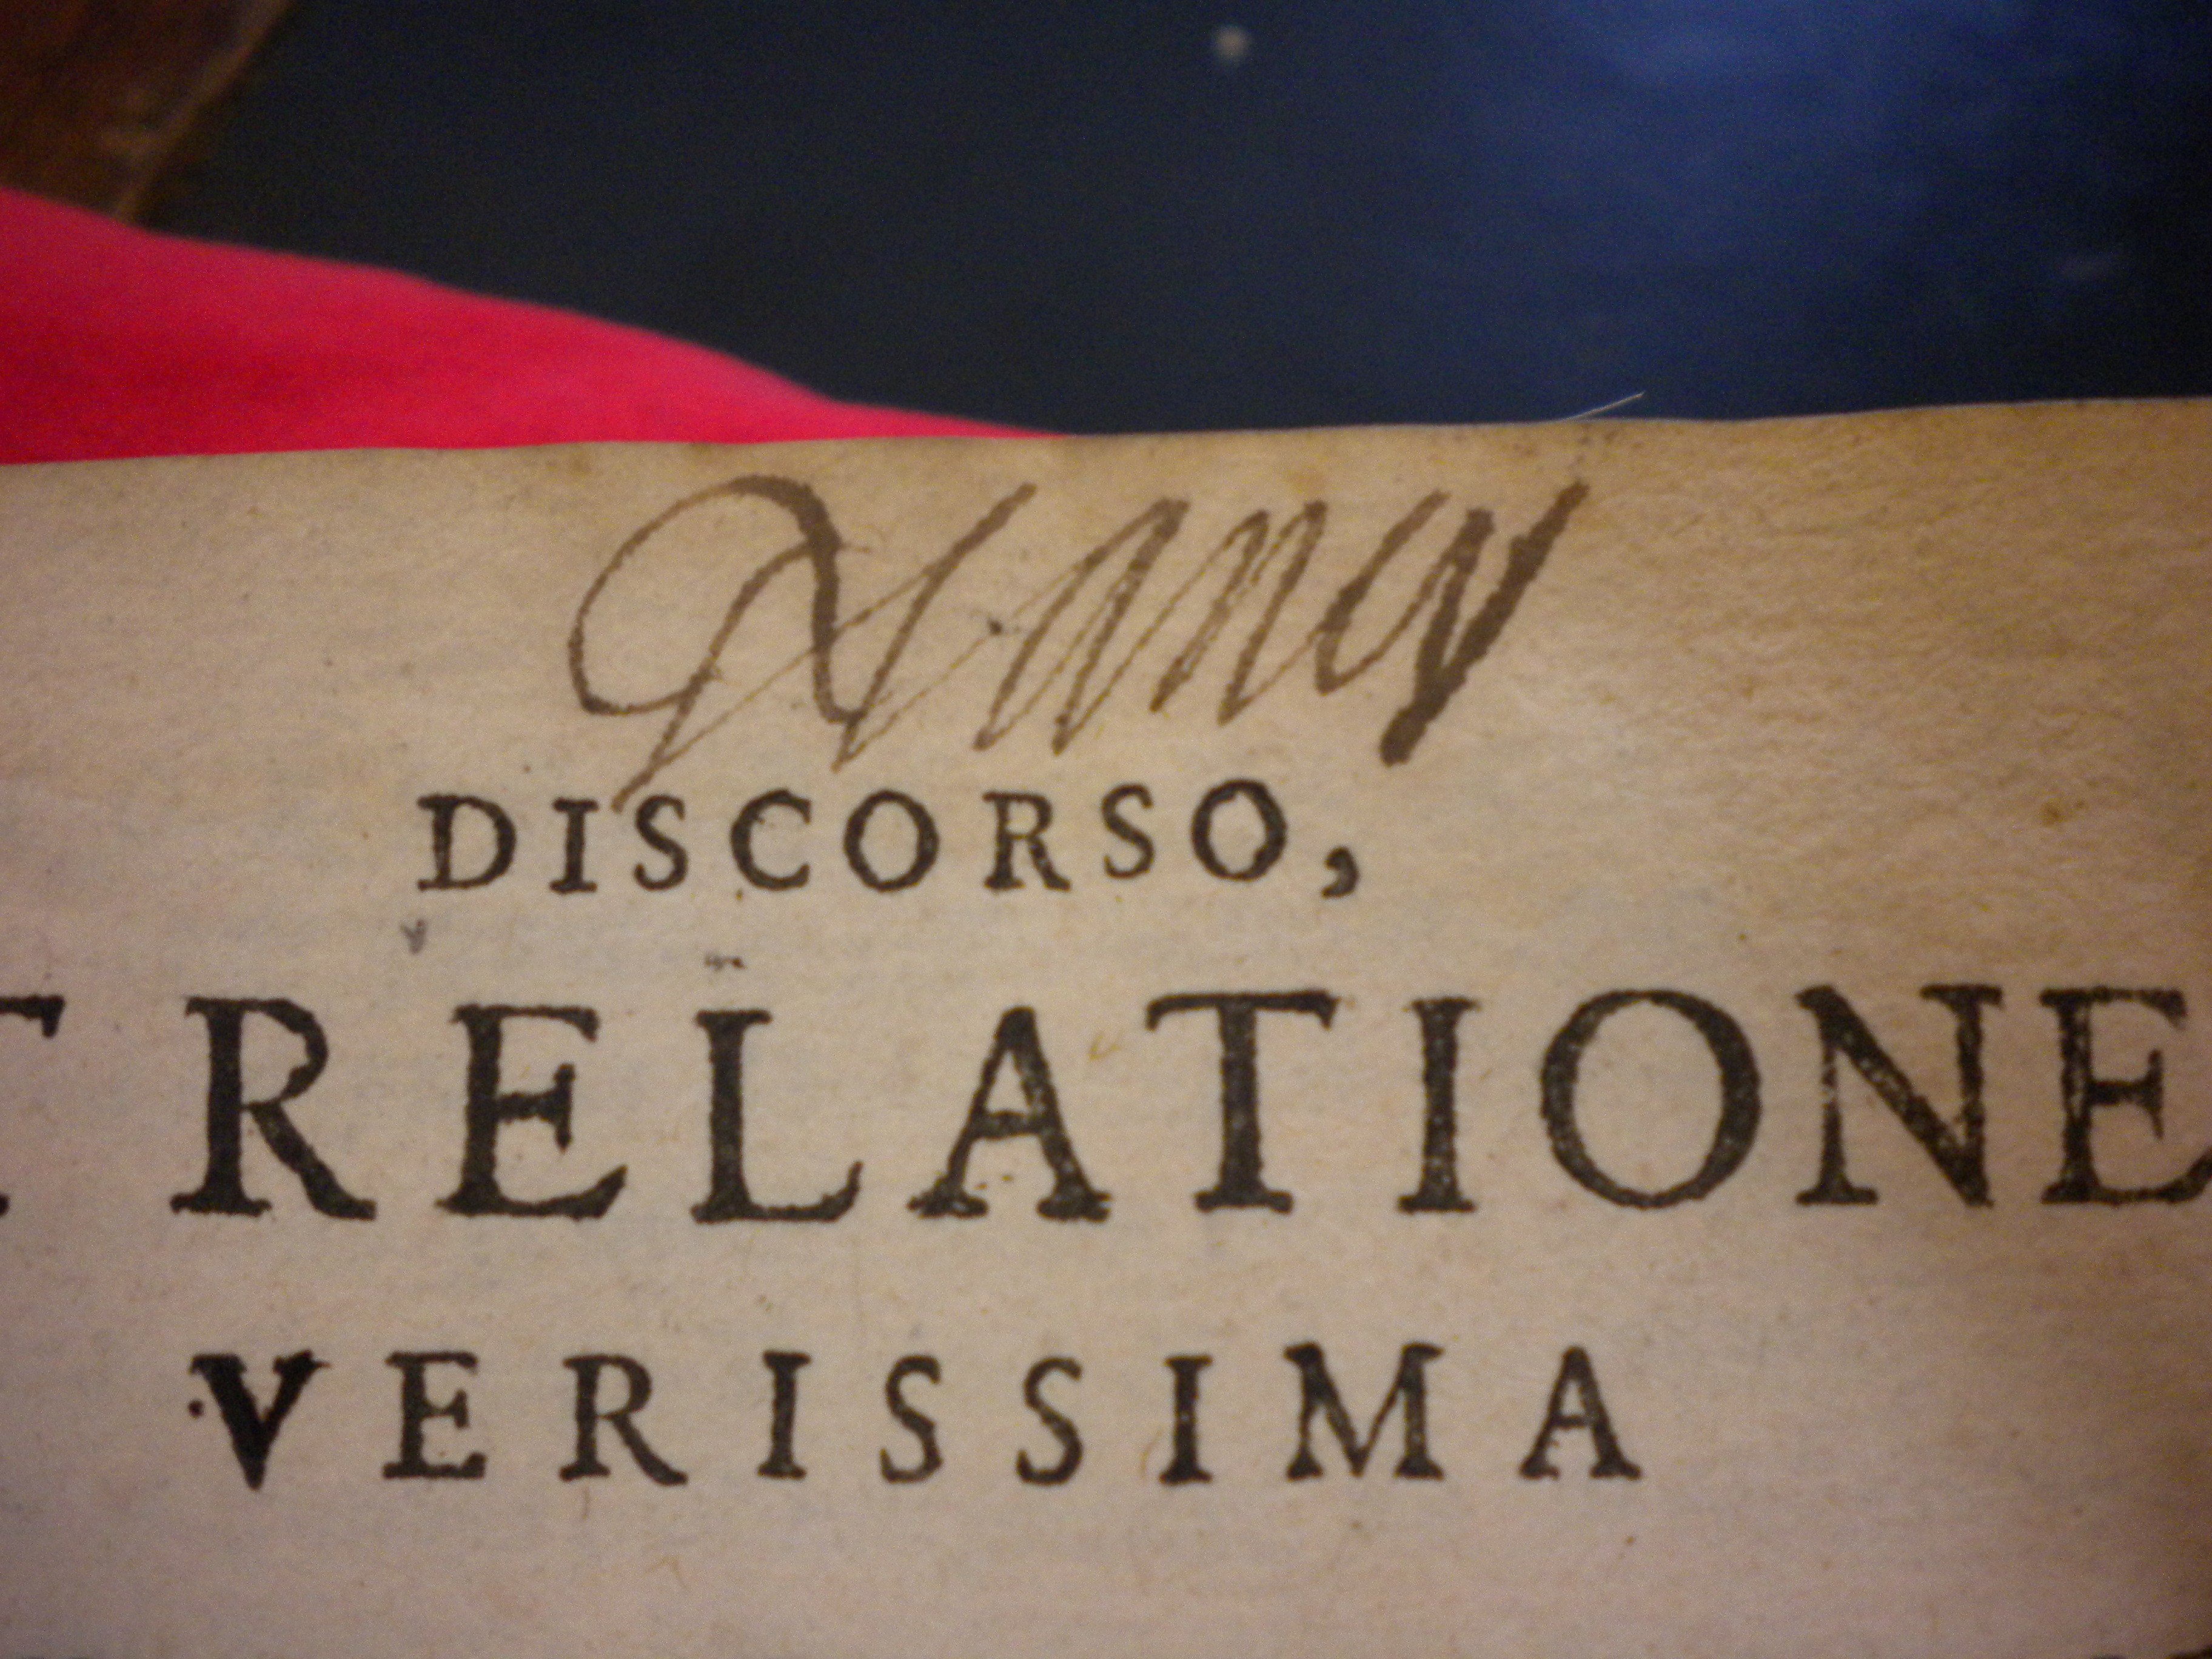 DISCORSO,
T RELATIONE
VERISSIMA